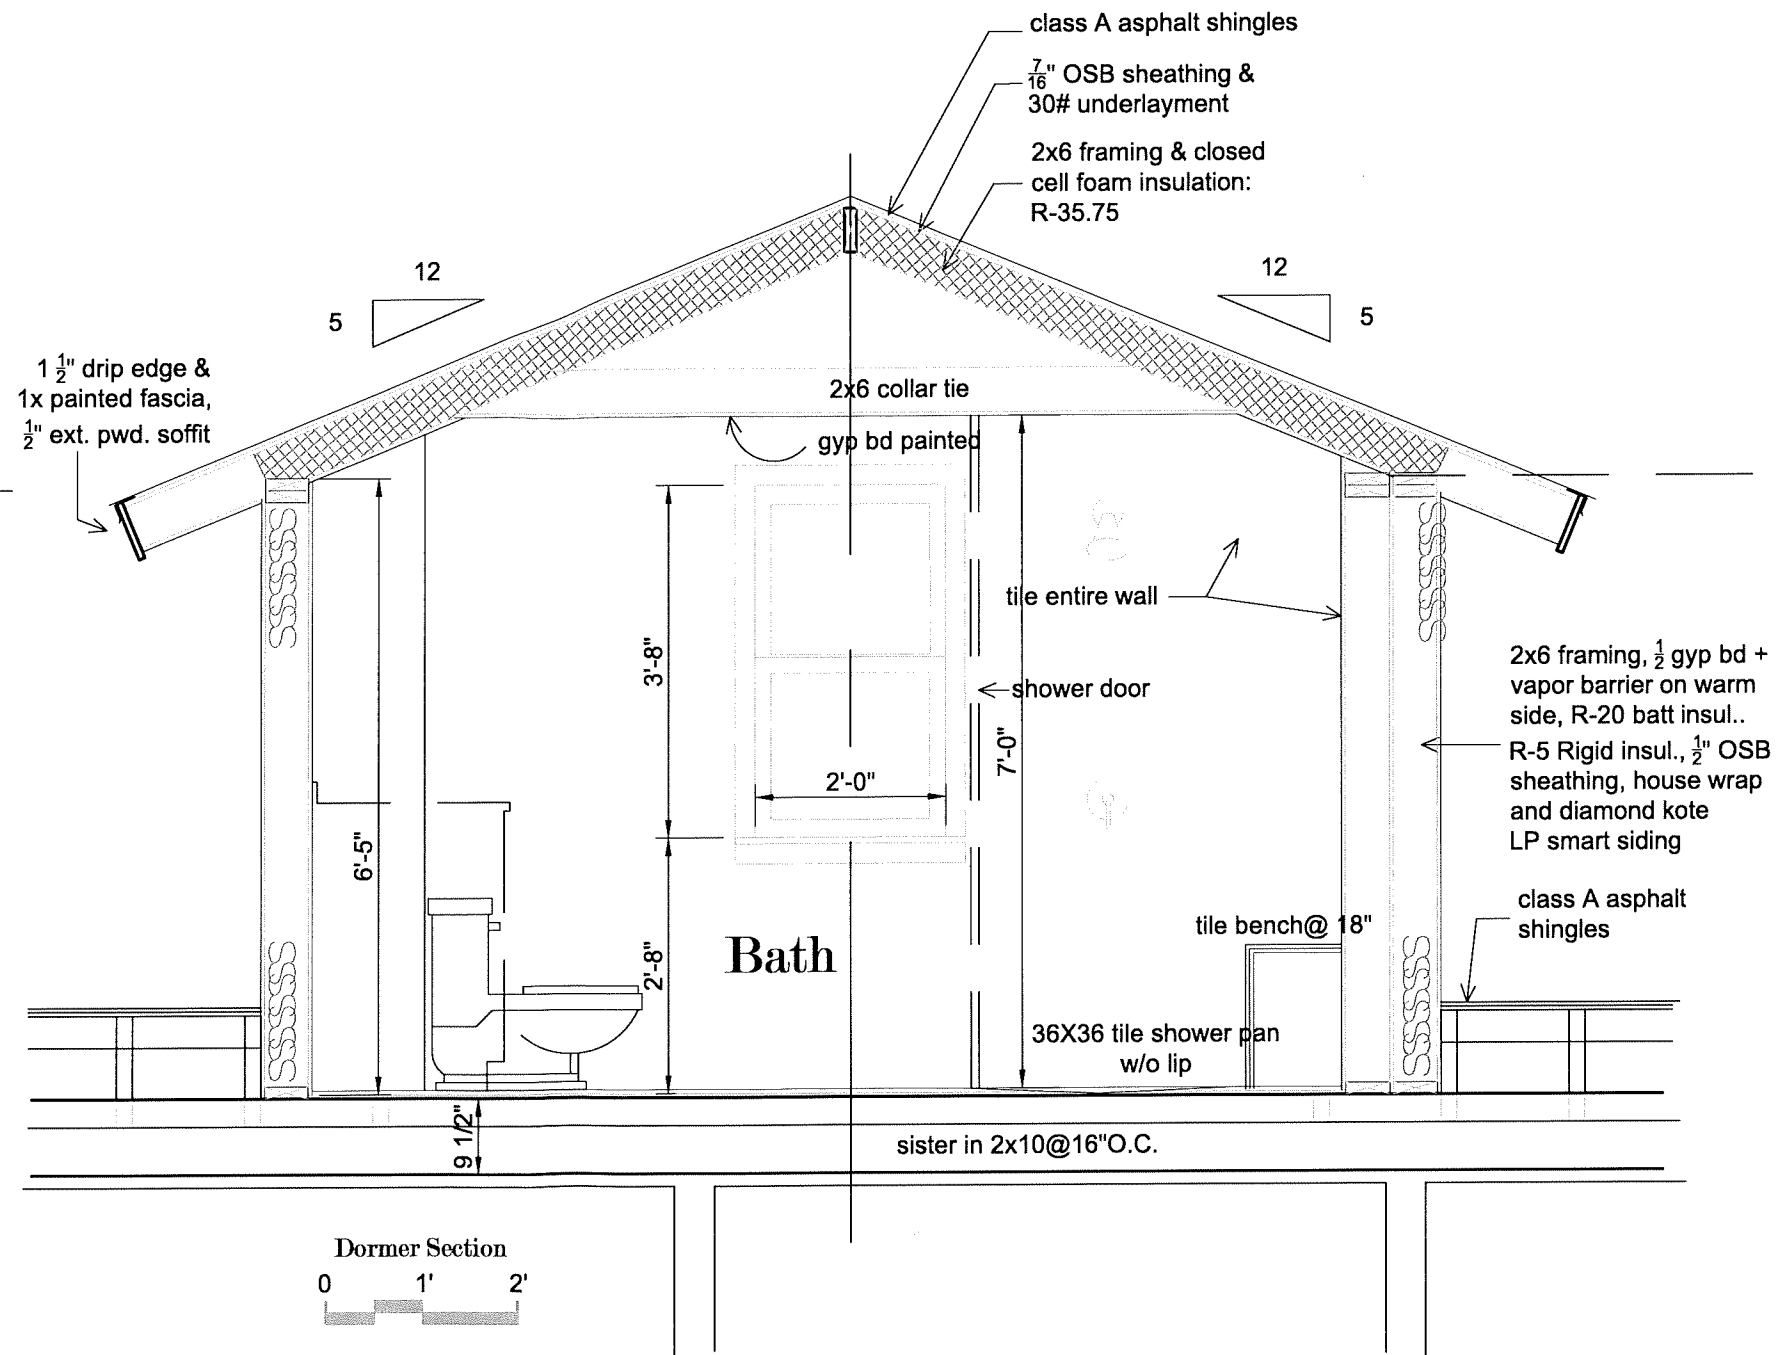 class A asphalt shingles
7/16" OSB sheathing &
30# underlayment
2x6 framing & closed
cell foam insulation:
R-35.75
12
5
12
5
1 1/2" drip edge &
1x painted fascia,
1/2" ext. pwd. soffit
2x6 collar tie
gyp bd painted
tile entire wall
3'-8"
shower door
7'-0"
2'-0"
6'-5"
2x6 framing, 1/2 gyp bd +
vapor barrier on warm
side, R-20 batt insul..
R-5 Rigid insul., 1/2" OSB
sheathing, house wrap
and diamond kote
LP smart siding
class A asphalt
shingles
tile bench@ 18"
Bath
2'-8"
36X36 tile shower pan
w/o lip
9 1/2"
sister in 2x10@16"O.C.
Dormer Section
0 1' 2'